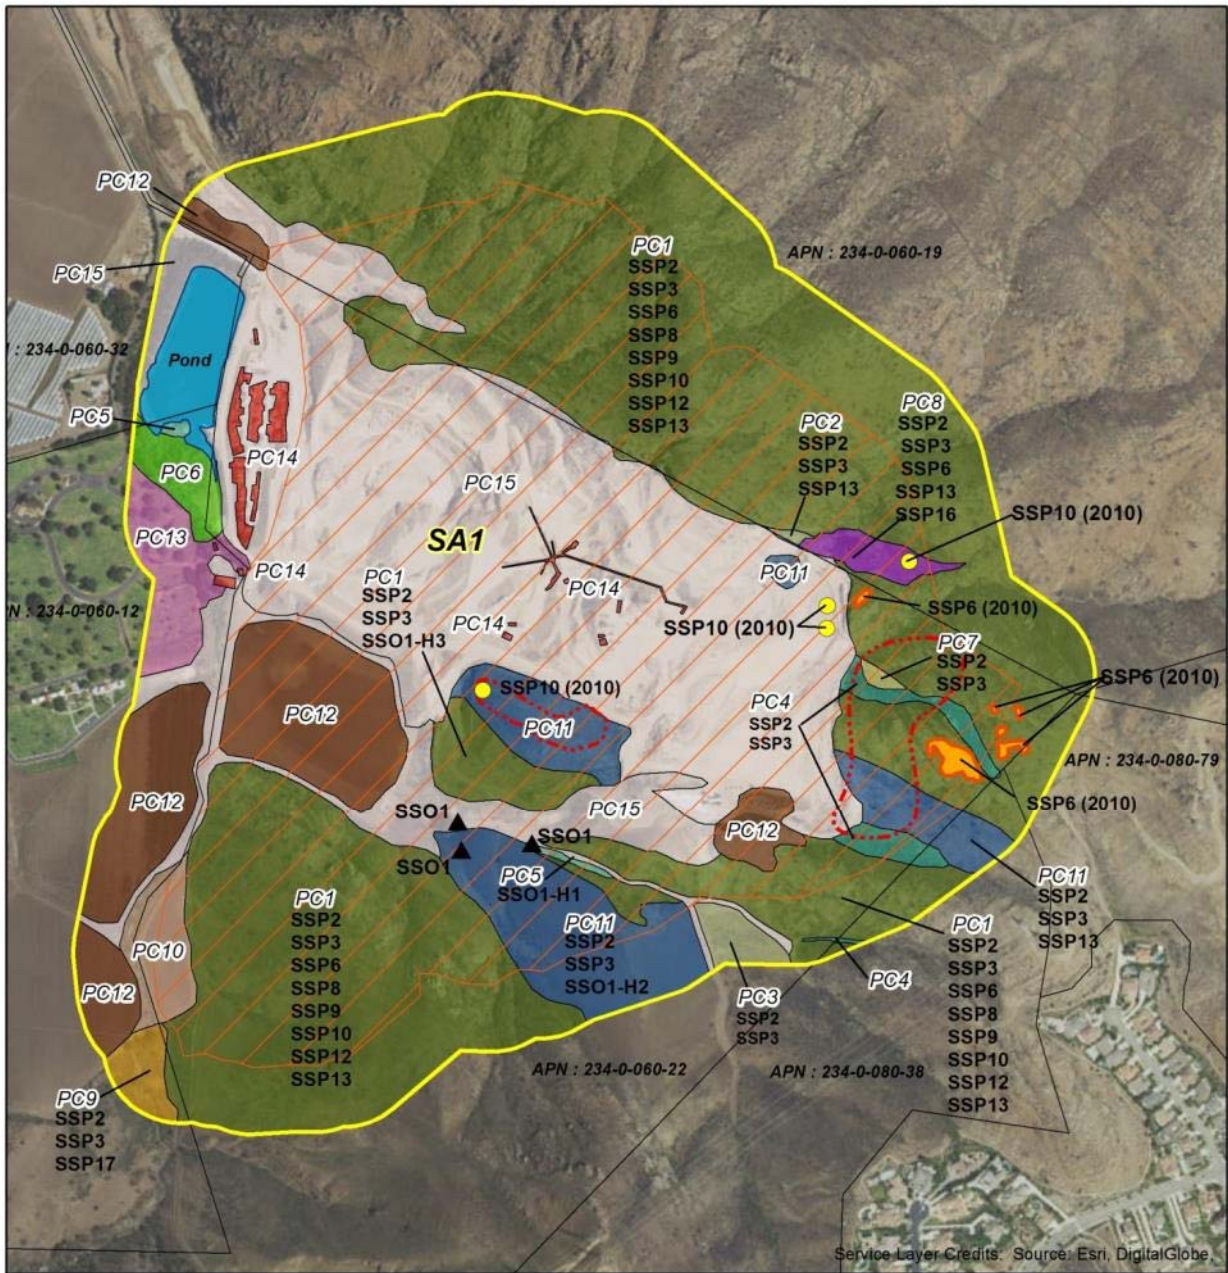 PC12
PC15
APN : 234-0-060-19
PC1
SSP2
SSP3
SSP6
SSP8
SSP9
SSP10
SSP12
SSP13
: 234-0-060-32
Pond
PC5
PC6
PC14
PC13
PC14
PC15
SA1
PC2
SSP2
SSP3
SSP13
PC8
SSP2
SSP3
SSP6
SSP13
SSP16
SSP10 (2010)
PC11
PC14
PC14
: 234-0-060-12
PC1
SSP2
SSP3
SSO1-H3
SSP10 (2010)
SSP6 (2010)
PC7
SSP2
SSP3
SSP6 (2010)
SSP10 (2010)
PC11
PC12
PC4
SSP2
SSP3
APN : 234-0-080-79
SSP6 (2010)
PC12
PC15
PC12
SSO1
SSO1
SSO1
PC5
SSO1-H1
PC11
SSP2
SSP3
SSO1-H2
PC11
SSP2
SSP3
SSP13
PC1
SSP2
SSP3
SSP6
SSP8
SSP9
SSP10
SSP12
SSP13
PC10
PC12
PC1
SSP2
SSP3
SSP6
SSP8
SSP9
SSP10
SSP12
SSP13
PC4
PC3
SSP2
SSP3
APN : 234-0-060-22
APN : 234-0-080-38
PC9
SSP2
SSP3
SSP17
Service Layer Credits: Source: Esri, DigitalGlobe,